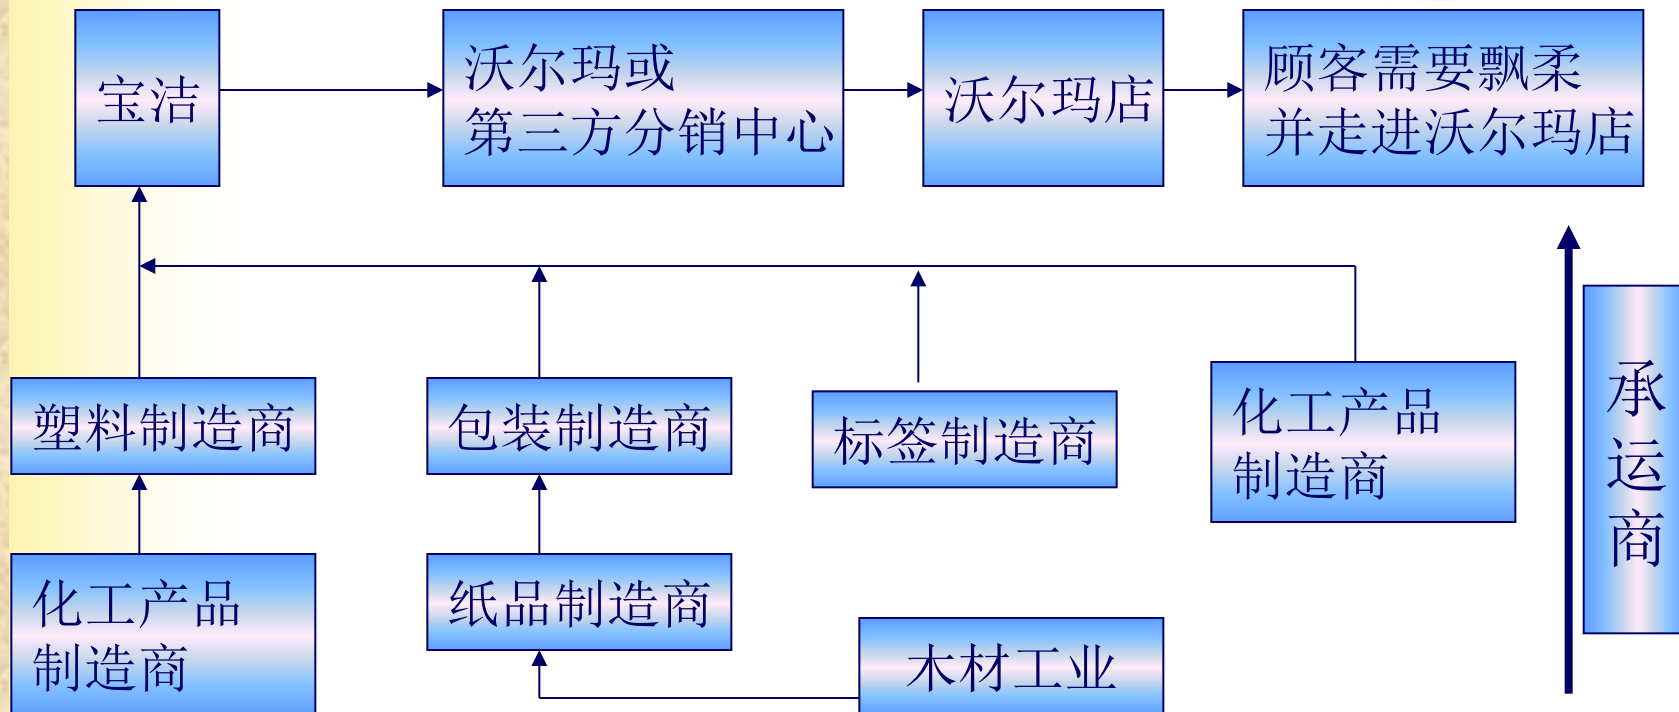 宝洁
沃尔玛或
第三方分销中心
沃尔玛店
顾客需要飘柔
并走进沃尔玛店
塑料制造商
包装制造商
标签制造商
化工产品
制造商
承
运
商
化工产品
制造商
纸品制造商
木材工业